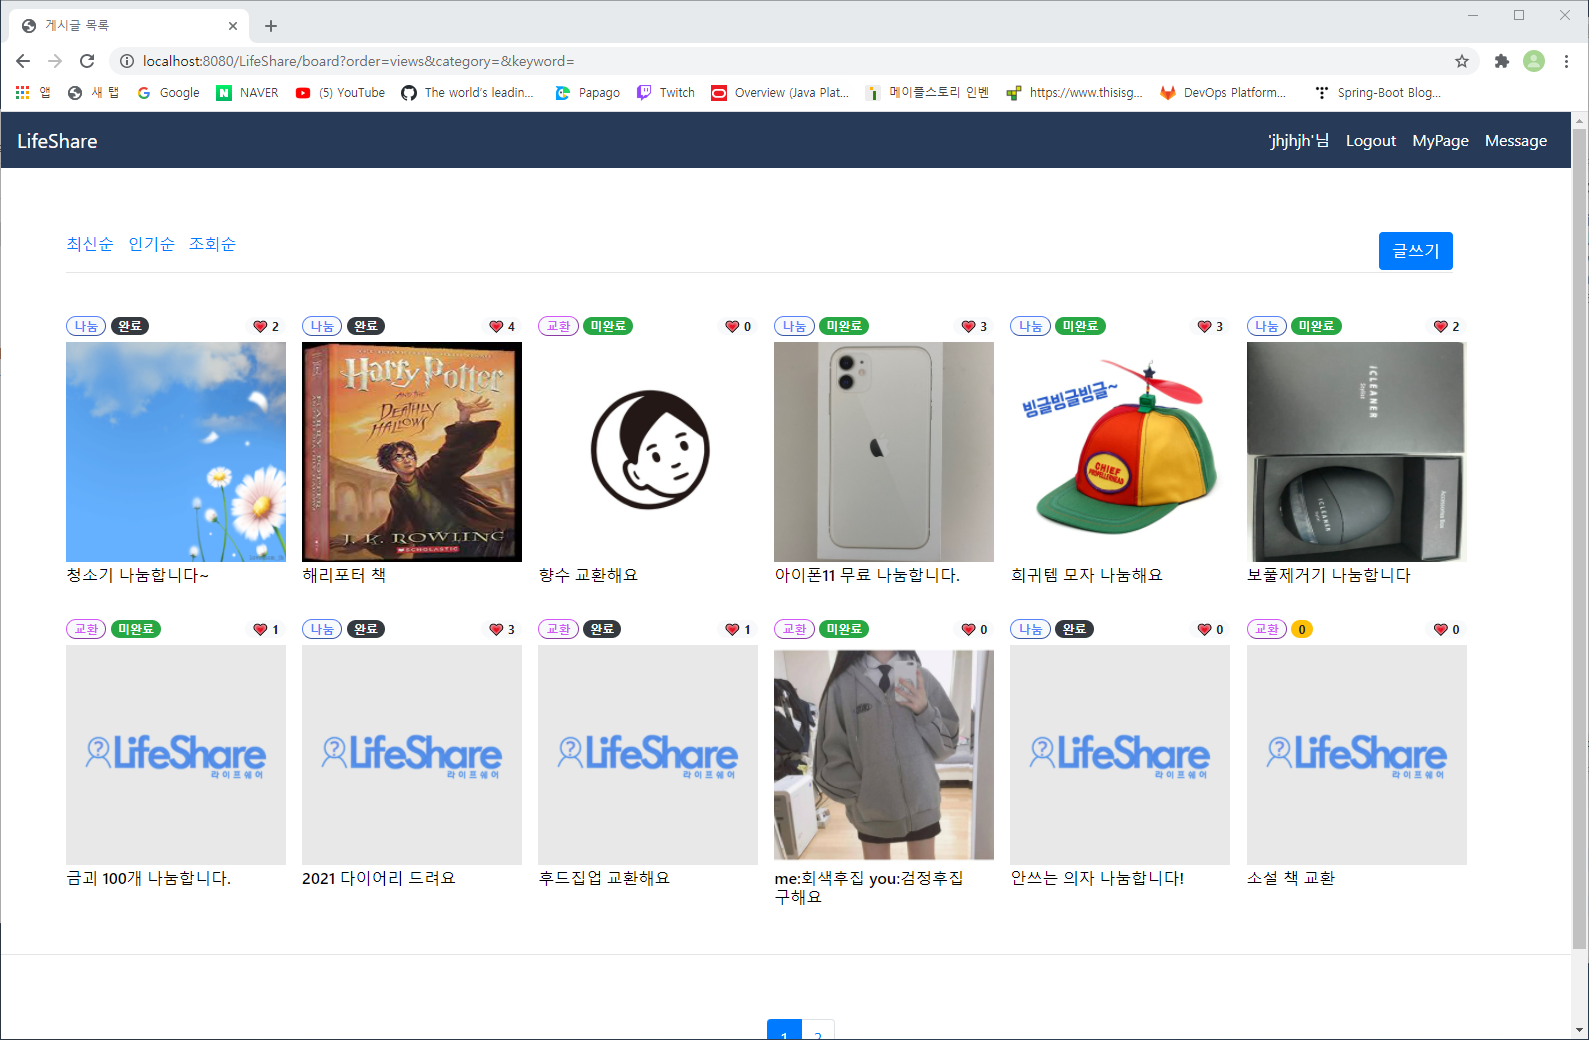 게시글 목록
localhost:8080/LifeShare/board?order=views&category=&keyword=
앱 새 탭 Google NAVER (5) YouTube The world's leadin... Papago Twitch Overview (Java Plat... 메이플스토리 인벤 https://www.thisisg... DevOps Platform... Spring-Boot Blog...
LifeShare 'jhjhjh'님 Logout MyPage Message
최신순 인기순 조회순 글쓰기
나눔 완료 2 나눔 완료 4 교환 미완료 0 나눔 미완료 3 나눔 미완료 3 나눔 미완료 2
Harry Potter
AND THE
DEATHLY
HALLOWS
J. K. ROWLING
SCHOLASTIC
빙글빙글빙글~
CHIEF
PROPELLERHEAD
iCLEANER
iCLEANER
청소기 나눔합니다~ 해리포터 책 향수 교환해요 아이폰11 무료 나눔합니다. 희귀템 모자 나눔해요 보풀제거기 나눔합니다
교환 미완료 1 나눔 완료 3 교환 완료 1 교환 미완료 0 나눔 완료 0 교환 0 0
LifeShare LifeShare LifeShare LifeShare LifeShare
라이프쉐어 라이프쉐어 라이프쉐어 라이프쉐어 라이프쉐어
금괴 100개 나눔합니다. 2021 다이어리 드려요 후드집업 교환해요 me:회색후집 you:검정후집 안쓰는 의자 나눔합니다! 소설 책 교환
구해요
1 2